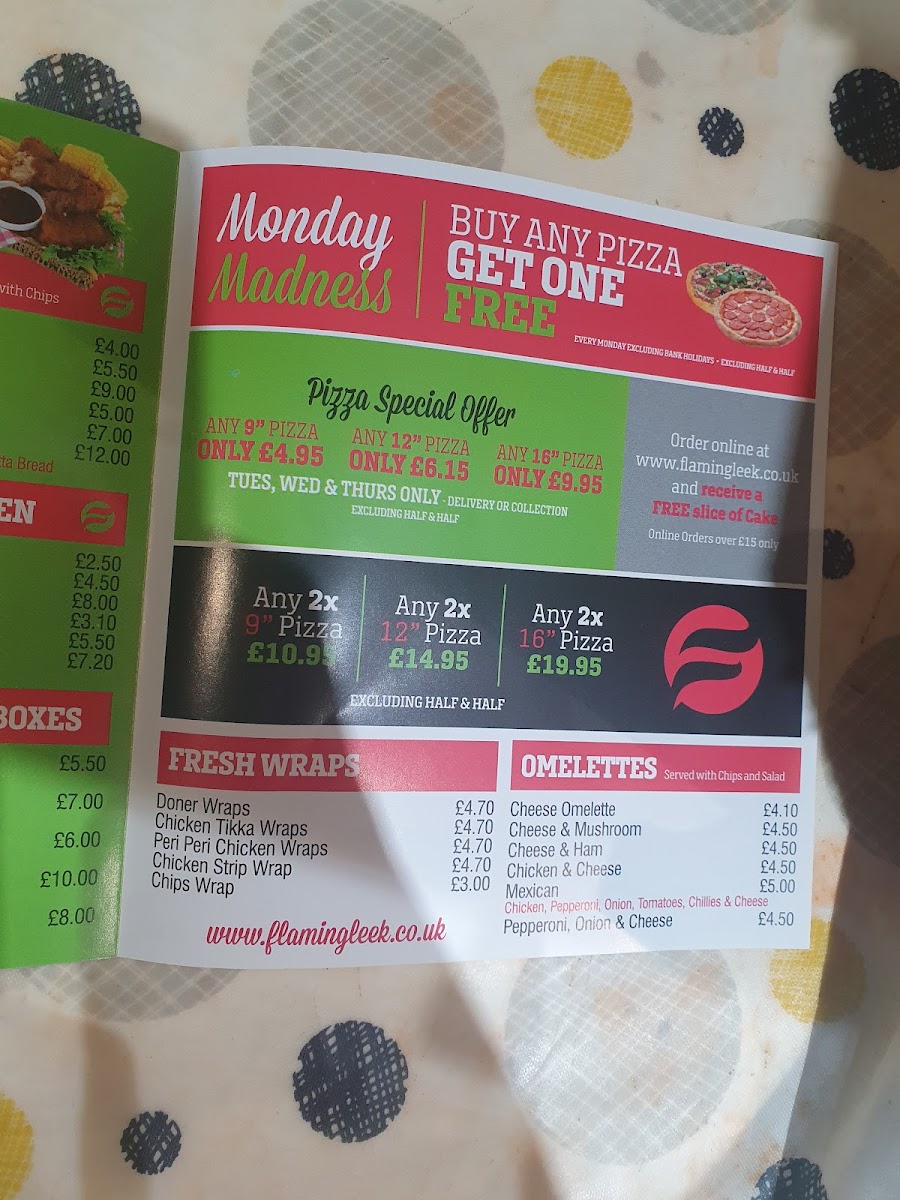 with Chips
£4.00
£5.50
£9.00
£5.00
£7.00
£12.00
Bread
EN
£2.50
£4.50
£8.00
£3.10
£5.50
£7.20
BOXES
£5.50
£7.00
£6.00
£10.00
£8.00
Monday
Madness
BUY ANY PIZZA
GET ONE
FREE
EVERY MONDAY EXCLUDING BANK HOLIDAYS • EXCLUDING HALF & HALF
Pizza Special Offer
ANY 9” PIZZA
ONLY £4.95
ANY 12” PIZZA
ONLY £6.15
ANY 16” PIZZA
ONLY £9.95
TUES, WED & THURS ONLY - DELIVERY OR COLLECTION
EXCLUDING HALF & HALF
Order online at
www.flamingleek.co.uk
and receive a
FREE slice of Cake
Online Orders over £15 only
Any 2x
9” Pizza
£10.95
Any 2x
12” Pizza
£14.95
Any 2x
16” Pizza
£19.95
EXCLUDING HALF & HALF
FRESH WRAPS
Doner Wraps £4.70
Chicken Tikka Wraps £4.70
Peri Peri Chicken Wraps £4.70
Chicken Strip Wrap £4.70
Chips Wrap £3.00
www.flamingleek.co.uk
OMELETTES Served with Chips and Salad
Cheese Omelette £4.10
Cheese & Mushroom £4.50
Cheese & Ham £4.50
Chicken & Cheese £4.50
Mexican £5.00
Chicken, Pepperoni, Onion, Tomatoes, Chillies & Cheese
Pepperoni, Onion & Cheese £4.50